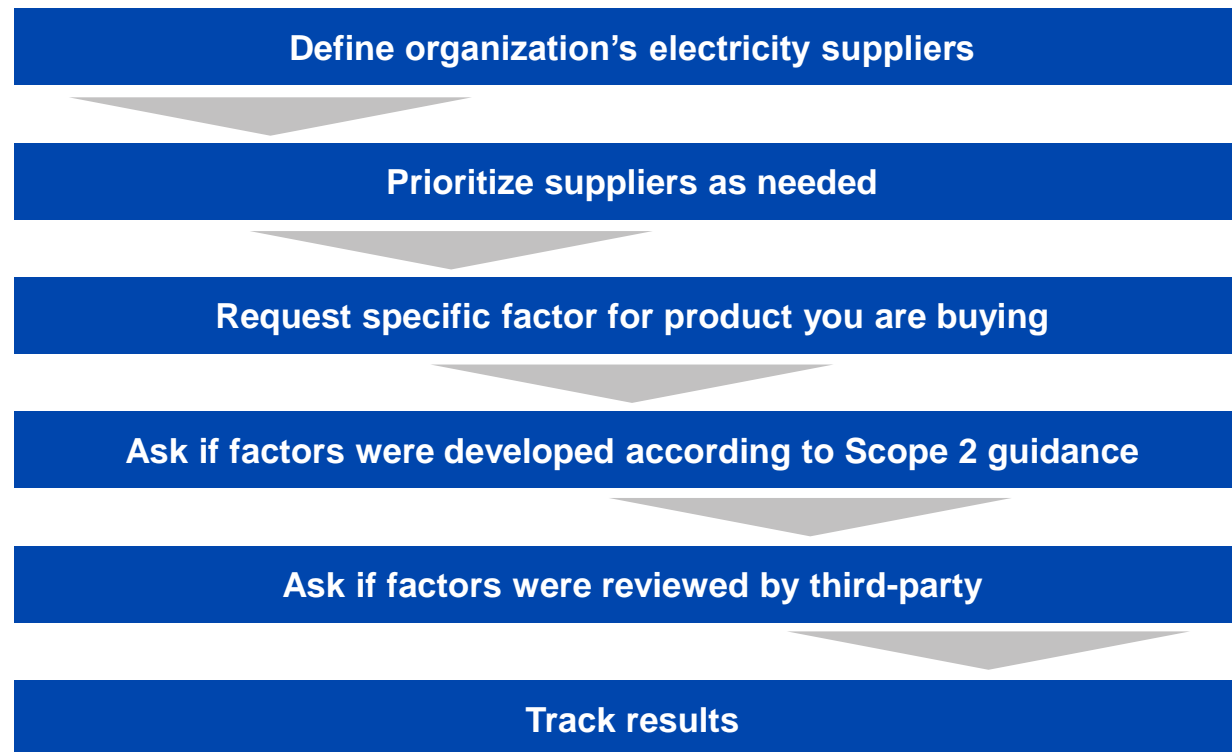 Define organization’s electricity suppliers
Prioritize suppliers as needed
Request specific factor for product you are buying
Ask if factors were developed according to Scope 2 guidance
Ask if factors were reviewed by third-party
Track results